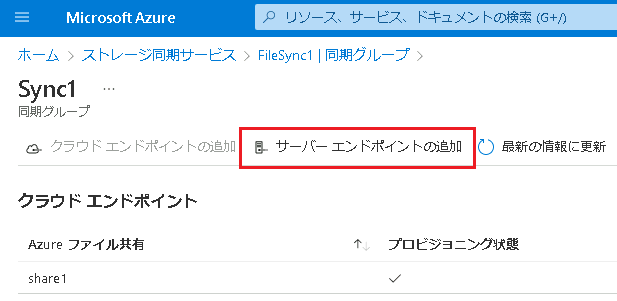 Microsoft Azure
リソース、サービス、ドキュメントの検索 (G+/)
ホーム > ストレージ同期サービス > FileSync1 | 同期グループ >
Sync1 ...
同期グループ
クラウド エンドポイントの追加 サーバー エンドポイントの追加 最新の情報に更新
クラウド エンドポイント
Azure ファイル共有 ↑↓ プロビジョニング状態
share1 ✓